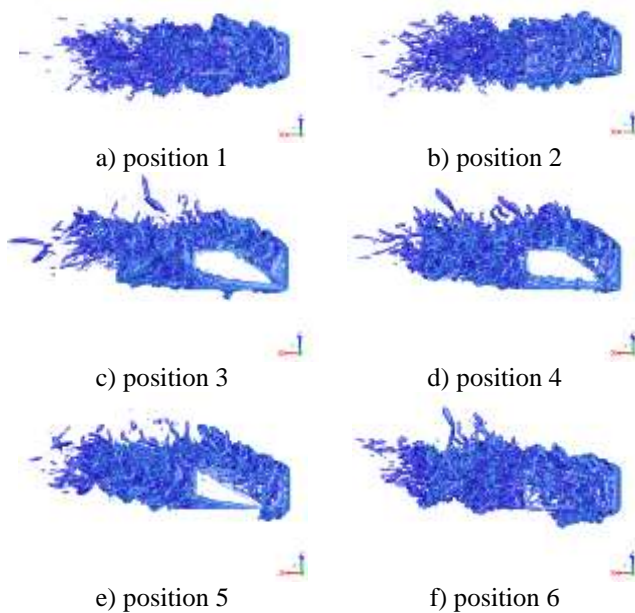 a) position 1
b) position 2
c) position 3
d) position 4
e) position 5
f) position 6